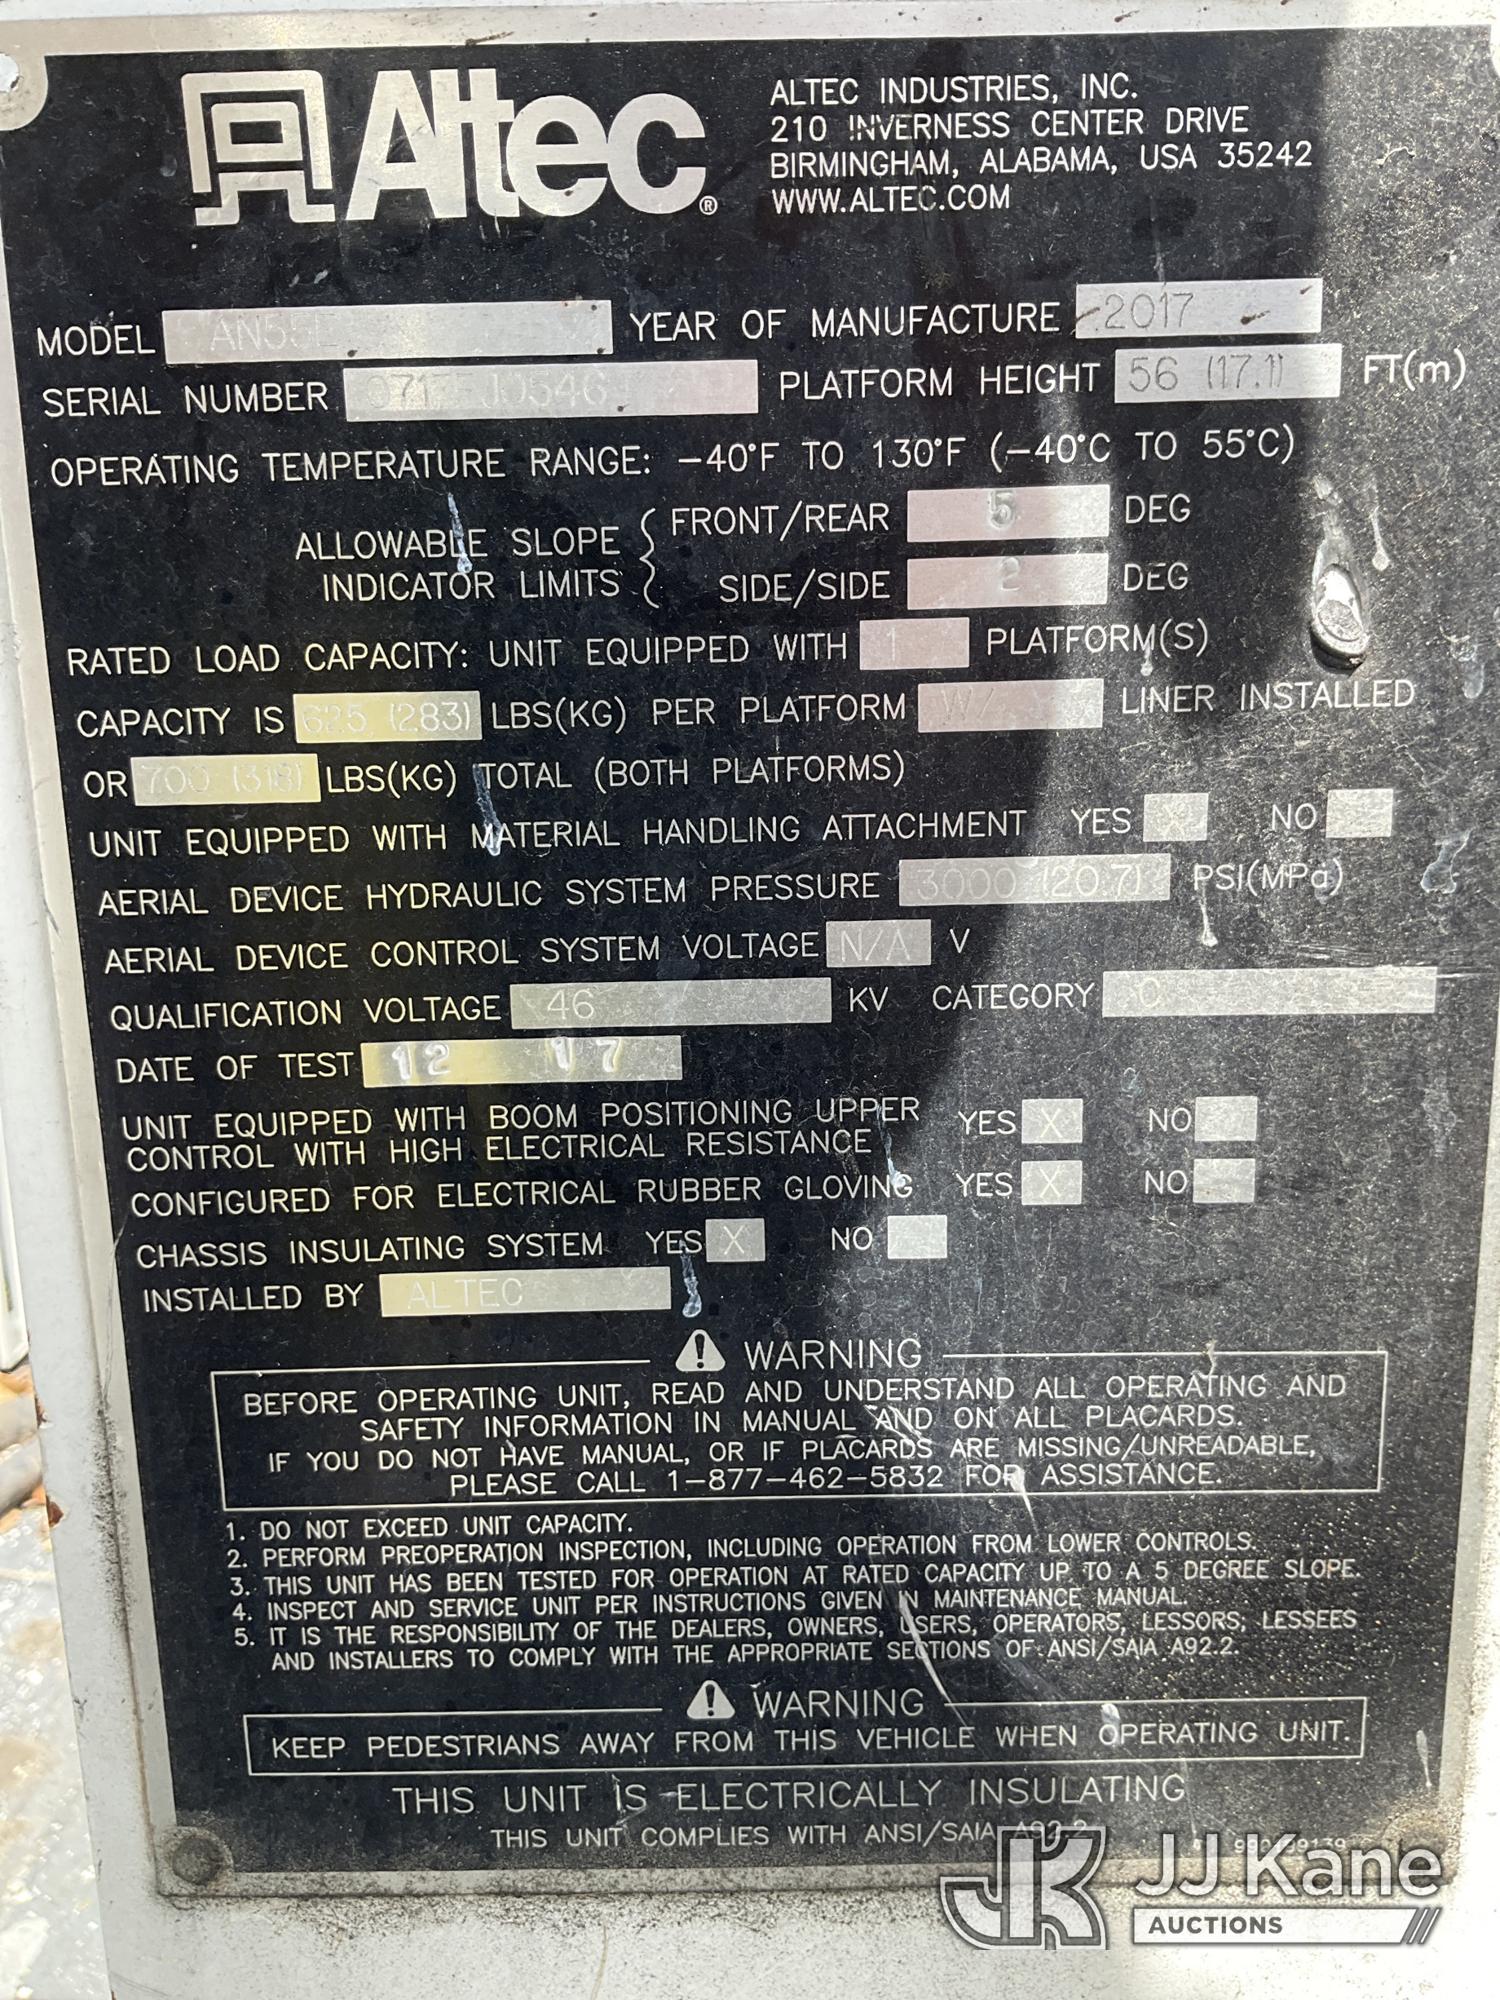 Altec®
ALTEC INDUSTRIES, INC.
210 INVERNESS CENTER DRIVE
BIRMINGHAM, ALABAMA, USA 35242
WWW.ALTEC.COM
MODEL AN55E YEAR OF MANUFACTURE 2017
SERIAL NUMBER PLATFORM HEIGHT 56 (17.1) FT(m)
OPERATING TEMPERATURE RANGE: -40°F TO 130°F (-40°C TO 55°C)
ALLOWABLE SLOPE INDICATOR LIMITS { FRONT/REAR 5 DEG
SIDE/SIDE 2 DEG
RATED LOAD CAPACITY: UNIT EQUIPPED WITH 1 PLATFORM(S)
CAPACITY IS 625 (283) LBS(KG) PER PLATFORM W/ LINER INSTALLED
OR 700 (318) LBS(KG) TOTAL (BOTH PLATFORMS)
UNIT EQUIPPED WITH MATERIAL HANDLING ATTACHMENT YES X NO
AERIAL DEVICE HYDRAULIC SYSTEM PRESSURE 3000 (20.7) PSI(MPa)
AERIAL DEVICE CONTROL SYSTEM VOLTAGE N/A V
QUALIFICATION VOLTAGE 46 KV CATEGORY C
DATE OF TEST 12 17
UNIT EQUIPPED WITH BOOM POSITIONING UPPER
CONTROL WITH HIGH ELECTRICAL RESISTANCE YES X NO
CONFIGURED FOR ELECTRICAL RUBBER GLOVING YES X NO
CHASSIS INSULATING SYSTEM YES X NO
INSTALLED BY ALTEC
WARNING
BEFORE OPERATING UNIT, READ AND UNDERSTAND ALL OPERATING AND
SAFETY INFORMATION IN MANUAL AND ON ALL PLACARDS.
IF YOU DO NOT HAVE MANUAL, OR IF PLACARDS ARE MISSING/UNREADABLE,
PLEASE CALL 1-877-462-5832 FOR ASSISTANCE.
1. DO NOT EXCEED UNIT CAPACITY.
2. PERFORM PREOPERATION INSPECTION, INCLUDING OPERATION FROM LOWER CONTROLS.
3. THIS UNIT HAS BEEN TESTED FOR OPERATION AT RATED CAPACITY UP TO A 5 DEGREE SLOPE.
4. INSPECT AND SERVICE UNIT PER INSTRUCTIONS GIVEN IN MAINTENANCE MANUAL.
5. IT IS THE RESPONSIBILITY OF THE DEALERS, OWNERS, USERS, OPERATORS, LESSORS, LESSEES
AND INSTALLERS TO COMPLY WITH THE APPROPRIATE SECTIONS OF ANSI/SAIA A92.2.
WARNING
KEEP PEDESTRIANS AWAY FROM THIS VEHICLE WHEN OPERATING UNIT.
THIS UNIT IS ELECTRICALLY INSULATING
THIS UNIT COMPLIES WITH ANSI/SAIA A92.2
JK JJ Kane
AUCTIONS